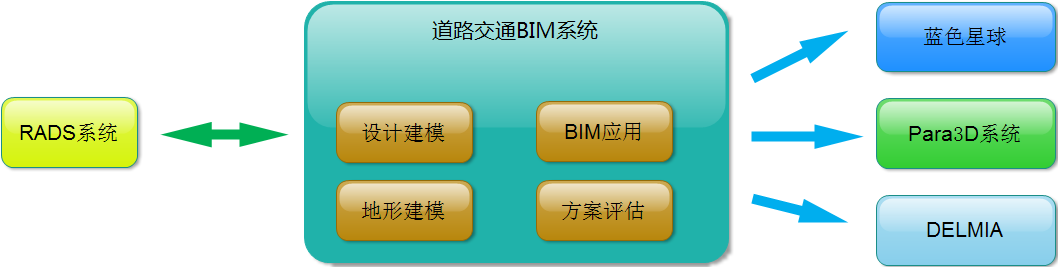 RADS系统
道路交通BIM系统
设计建模
BIM应用
地形建模
方案评估
蓝色星球
Para3D系统
DELMIA